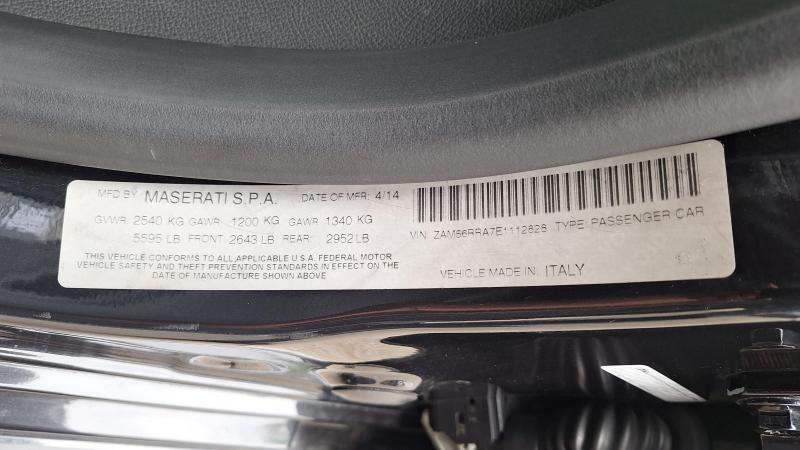 MFD BY MASERATI S.P.A. DATE OF MFR: 4/14
GVWR: 2540 KG GAWR 1200 KG GAWR 1340 KG
5595 LB FRONT 2643 LB REAR: 2952 LB
THIS VEHICLE CONFORMS TO ALL APPLICABLE U.S.A. FEDERAL MOTOR
VEHICLE SAFETY AND THEFT PREVENTION STANDARDS IN EFFECT ON THE
DATE OF MANUFACTURE SHOWN ABOVE
VIN: ZAM56RRA7E1112828 TYPE: PASSENGER CAR
VEHICLE MADE IN: ITALY